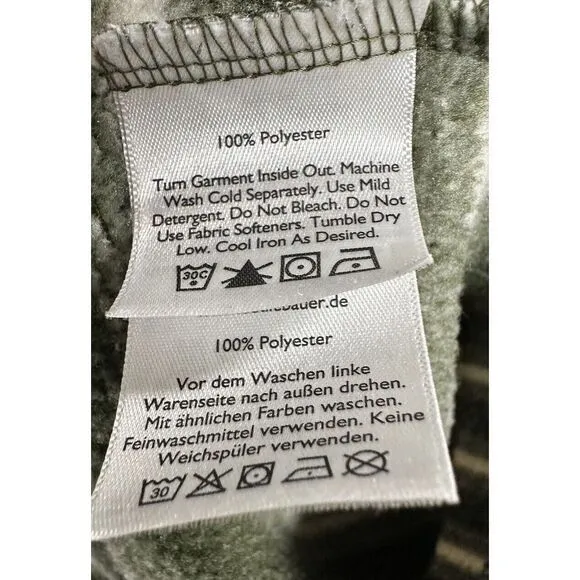 100% Polyester
Turn Garment Inside Out. Machine
Wash Cold Separately. Use Mild
Detergent. Do Not Bleach. Do Not
Use Fabric Softeners. Tumble Dry
Low. Cool Iron As Desired.
30C
100% Polyester
Vor dem Waschen linke
Warenseite nach außen drehen.
Mit ähnlichen Farben waschen.
Feinwaschmittel verwenden. Keine
Weichspüler verwenden.
30